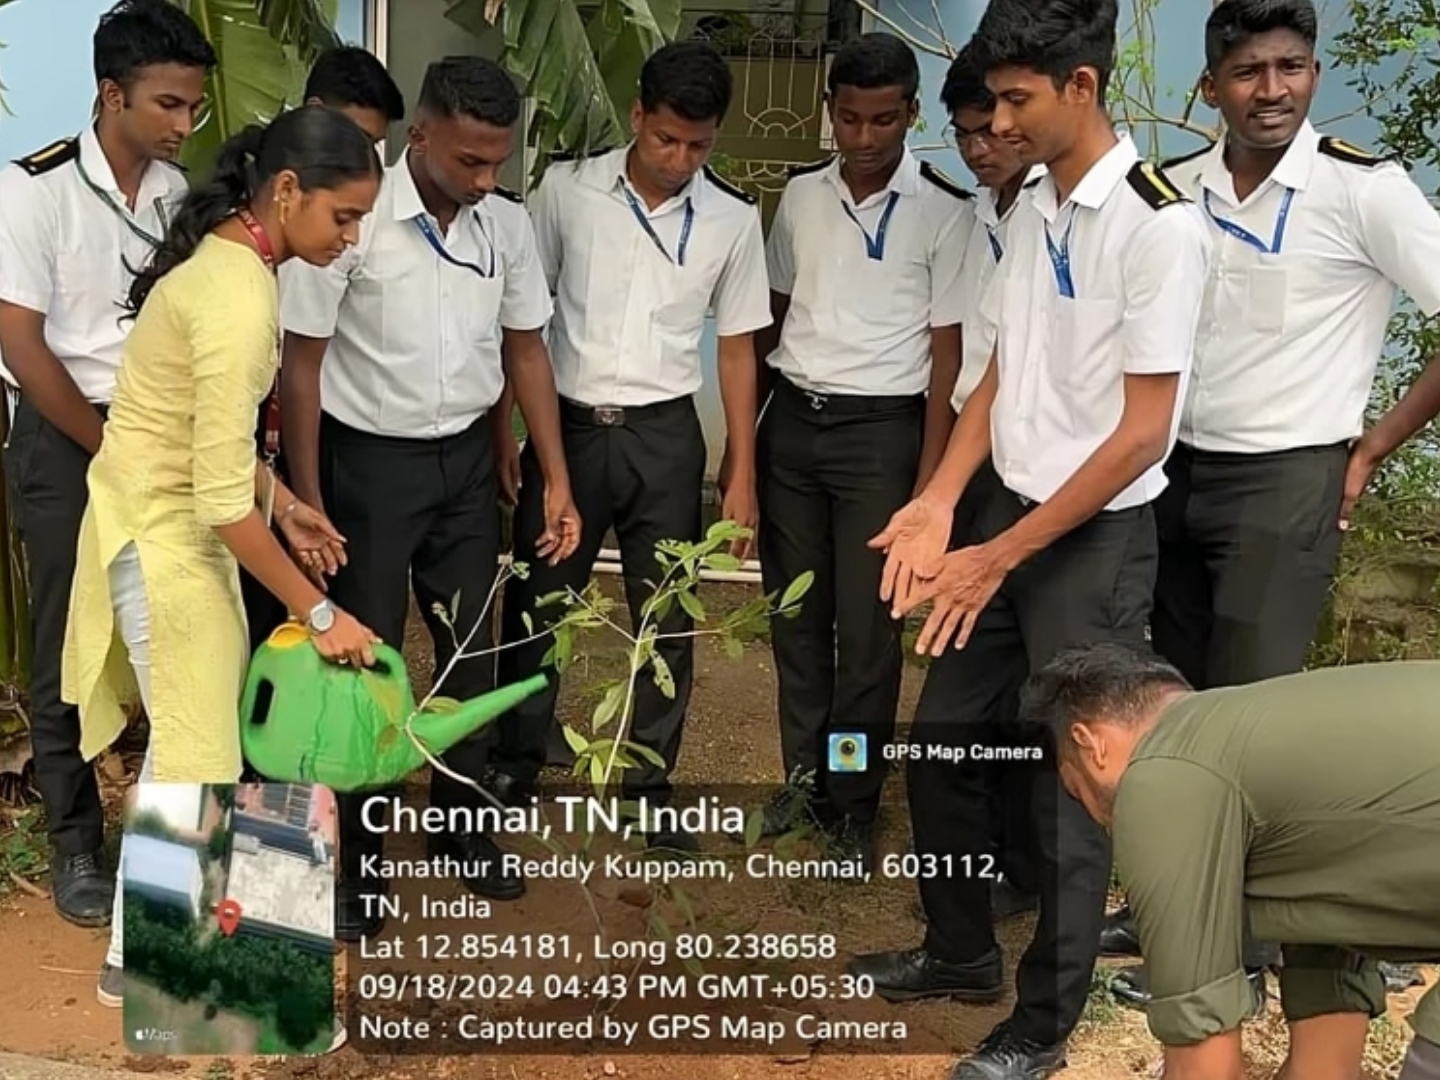 GPS Map Camera
Chennai,TN,India
Kanathur Reddy Kuppam, Chennai, 603112,
TN, India
Lat 12.854181, Long 80.238658
09/18/2024 04:43 PM GMT+05:30
Note : Captured by GPS Map Camera
Maps